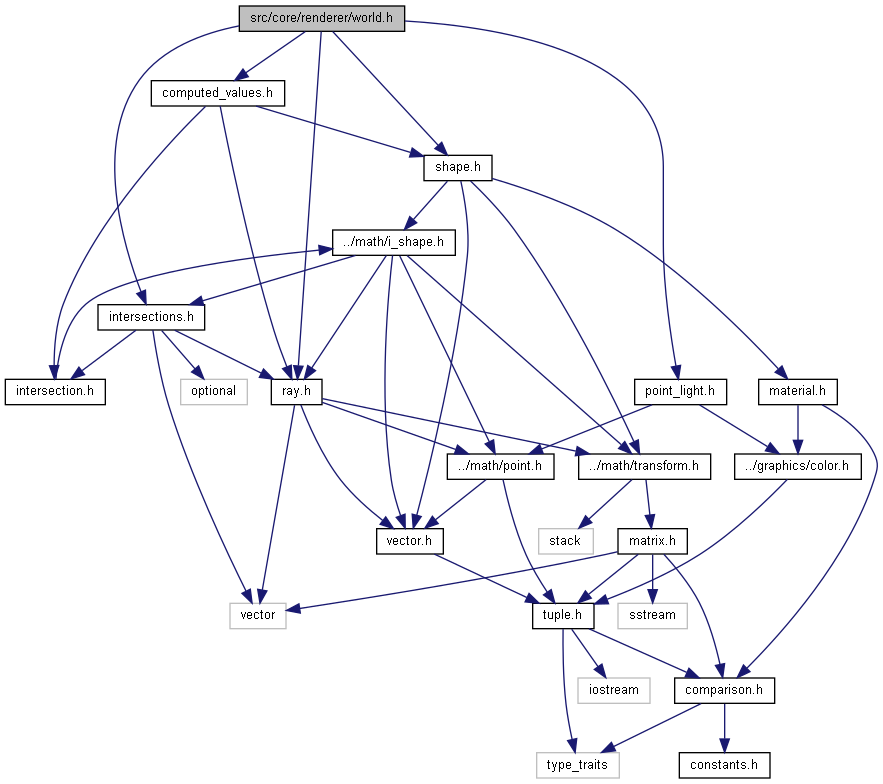 src/core/renderer/world.h
computed_values.h
shape.h
../math/i_shape.h
intersections.h
intersection.h
optional
ray.h
point_light.h
material.h
../math/point.h
../math/transform.h
../graphics/color.h
vector.h
stack
matrix.h
vector
tuple.h
sstream
iostream
comparison.h
type_traits
constants.h